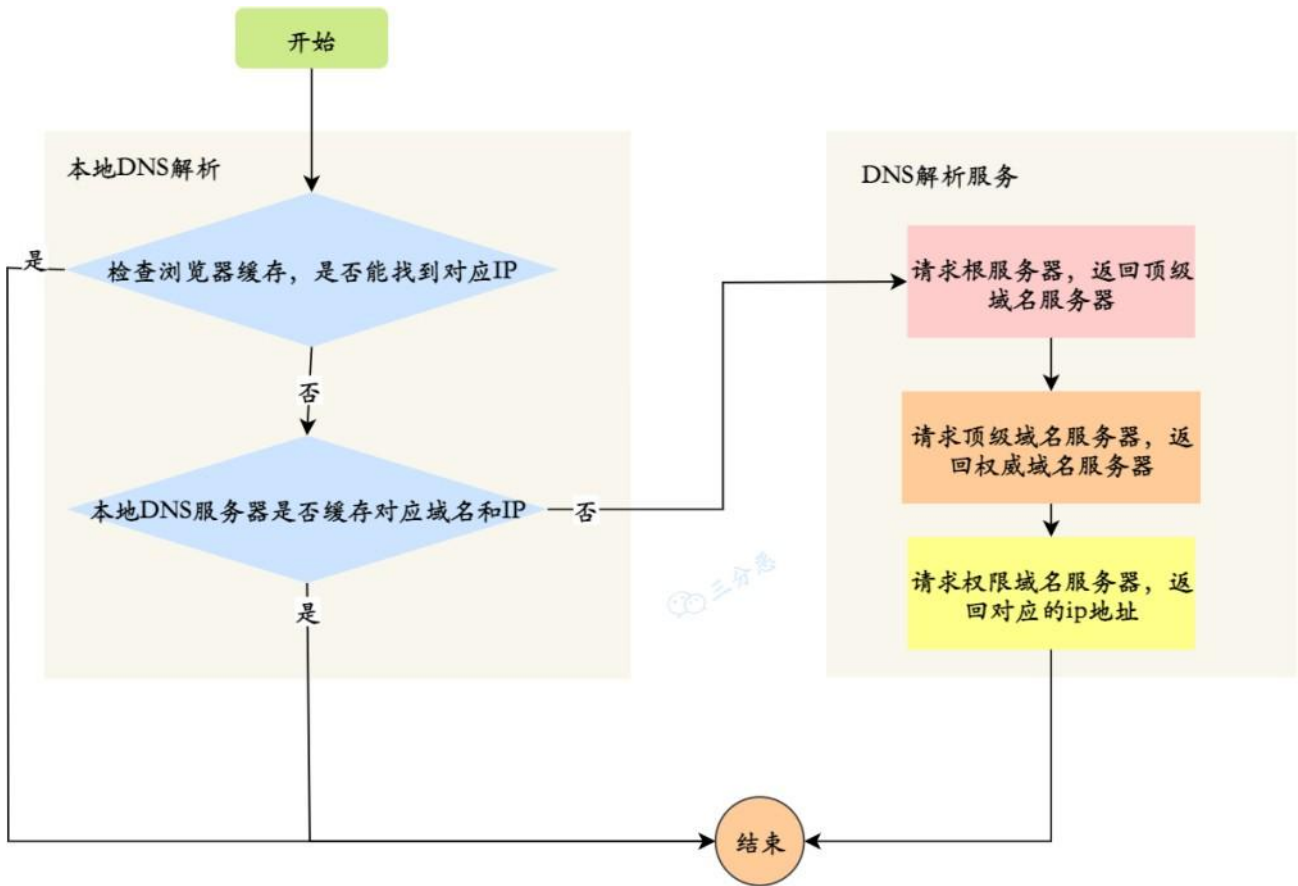 开始
本地DNS解析
检查浏览器缓存，是否能找到对应IP
是
否
本地DNS服务器是否缓存对应域名和IP
否
是
DNS解析服务
请求根服务器，返回顶级
域名服务器
请求顶级域名服务器，返
回权威域名服务器
请求权限域名服务器，返
回对应的ip地址
三分恶
结束